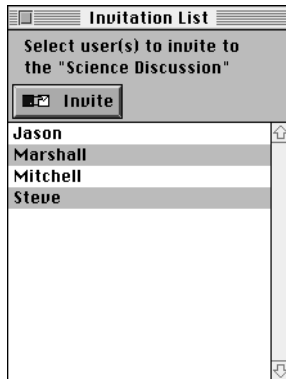 Invitation List
Select user(s) to invite to
the "Science Discussion"
Invite
Jason
Marshall
Mitchell
Steve